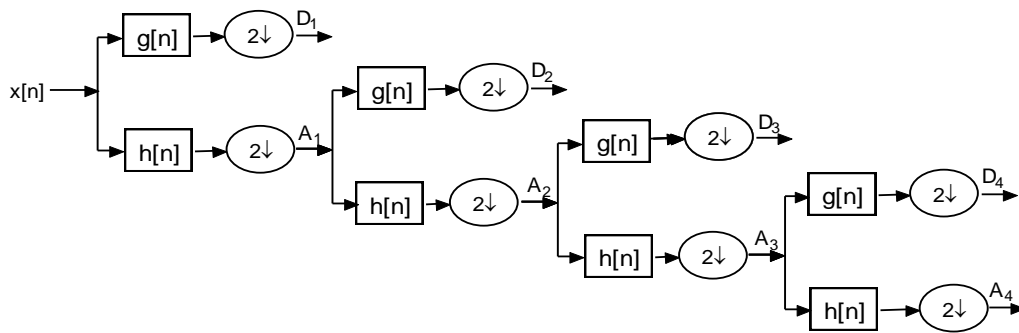 g[n]
2↓
D1
x[n]
h[n]
2↓
A1
g[n]
2↓
D2
h[n]
2↓
A2
g[n]
2↓
D3
h[n]
2↓
A3
g[n]
2↓
D4
h[n]
2↓
A4